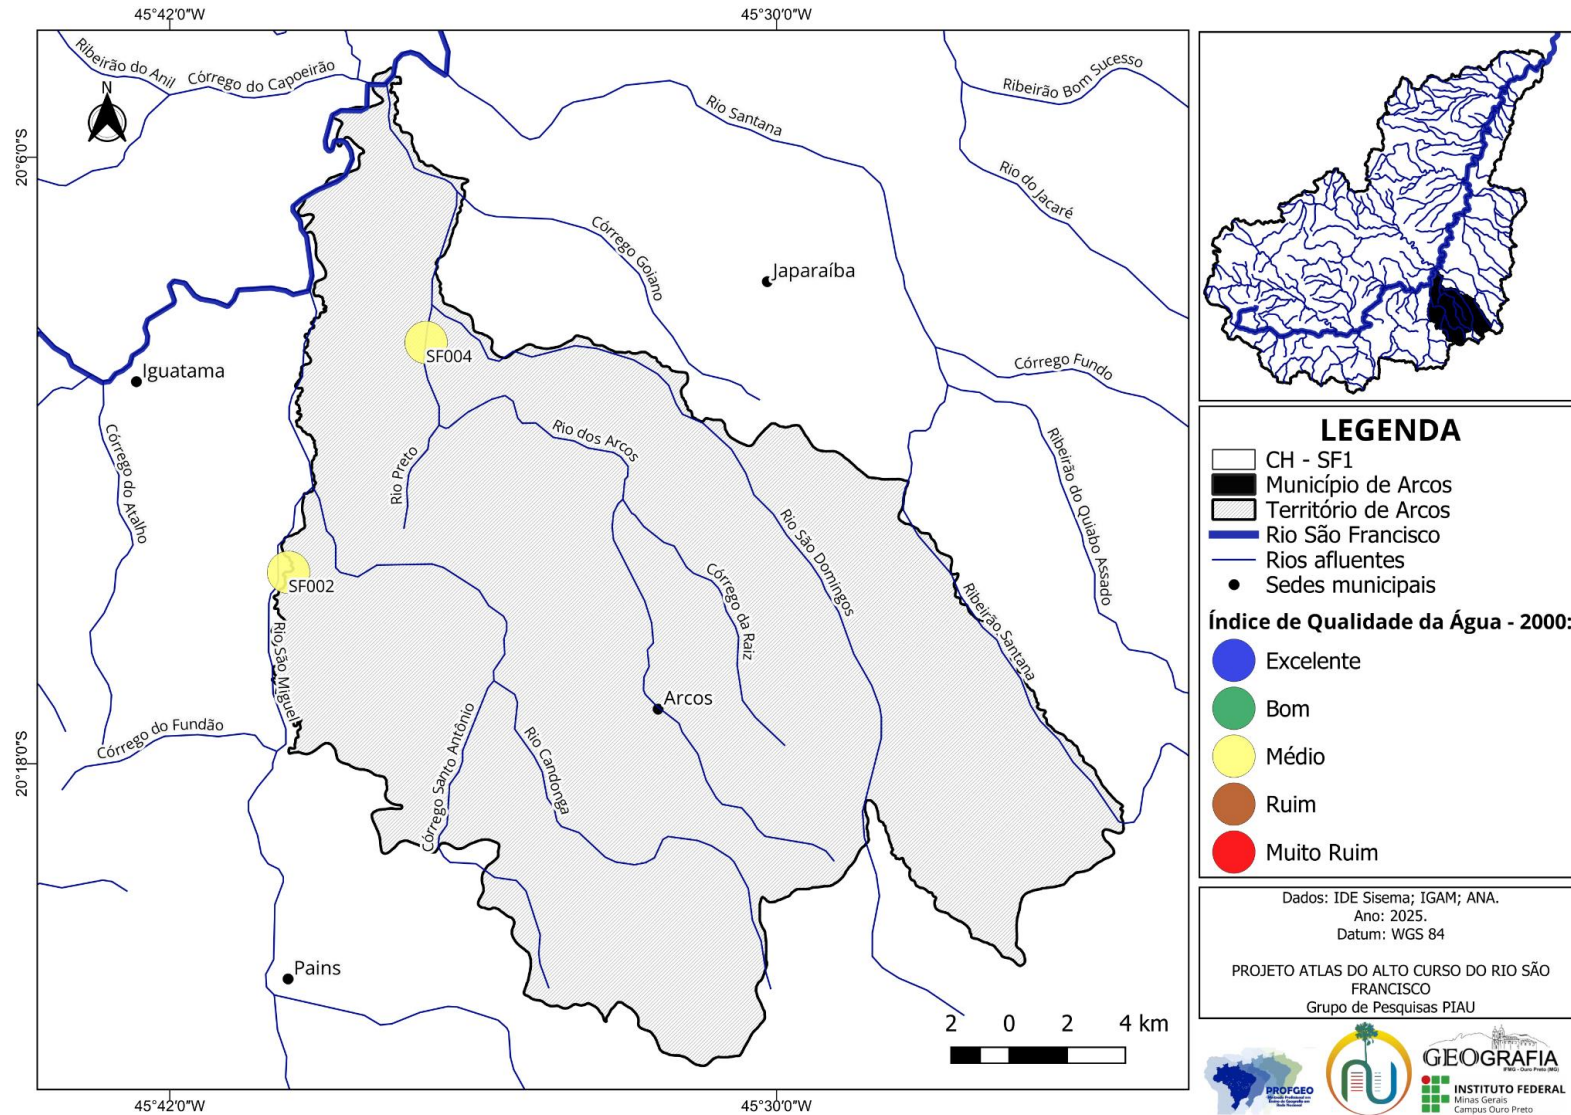 45°42'0"W
45°30'0"W
Ribeirão do Anil
Córrego do Capoeirão
Rio Santana
Ribeirão Bom Sucesso
N
20°6'0"S
Rio do Jacaré
Córrego Goiano
Japaraíba
SF004
Iguatama
Córrego Fundo
Córrego do Atalho
Rio dos Arcos
Rio Preto
Ribeirão do Quiabo Assado
Rio São Domingos
SF002
Córrego da Raiz
Ribeirão Santana
Rio São Miguel
Arcos
Córrego do Fundão
Córrego Santo Antônio
Rio Candonga
20°18'0"S
Pains
2 0 2 4 km
45°42'0"W
45°30'0"W
LEGENDA
CH - SF1
Município de Arcos
Território de Arcos
Rio São Francisco
Rios afluentes
Sedes municipais
Índice de Qualidade da Água - 2000:
Excelente
Bom
Médio
Ruim
Muito Ruim
Dados: IDE Sisema; IGAM; ANA.
Ano: 2025.
Datum: WGS 84
PROJETO ATLAS DO ALTO CURSO DO RIO SÃO
FRANCISCO
Grupo de Pesquisas PIAU
PROFGEO
GEOGRAFIA
IFMG - Ouro Preto (MG)
INSTITUTO FEDERAL
Minas Gerais
Campus Ouro Preto